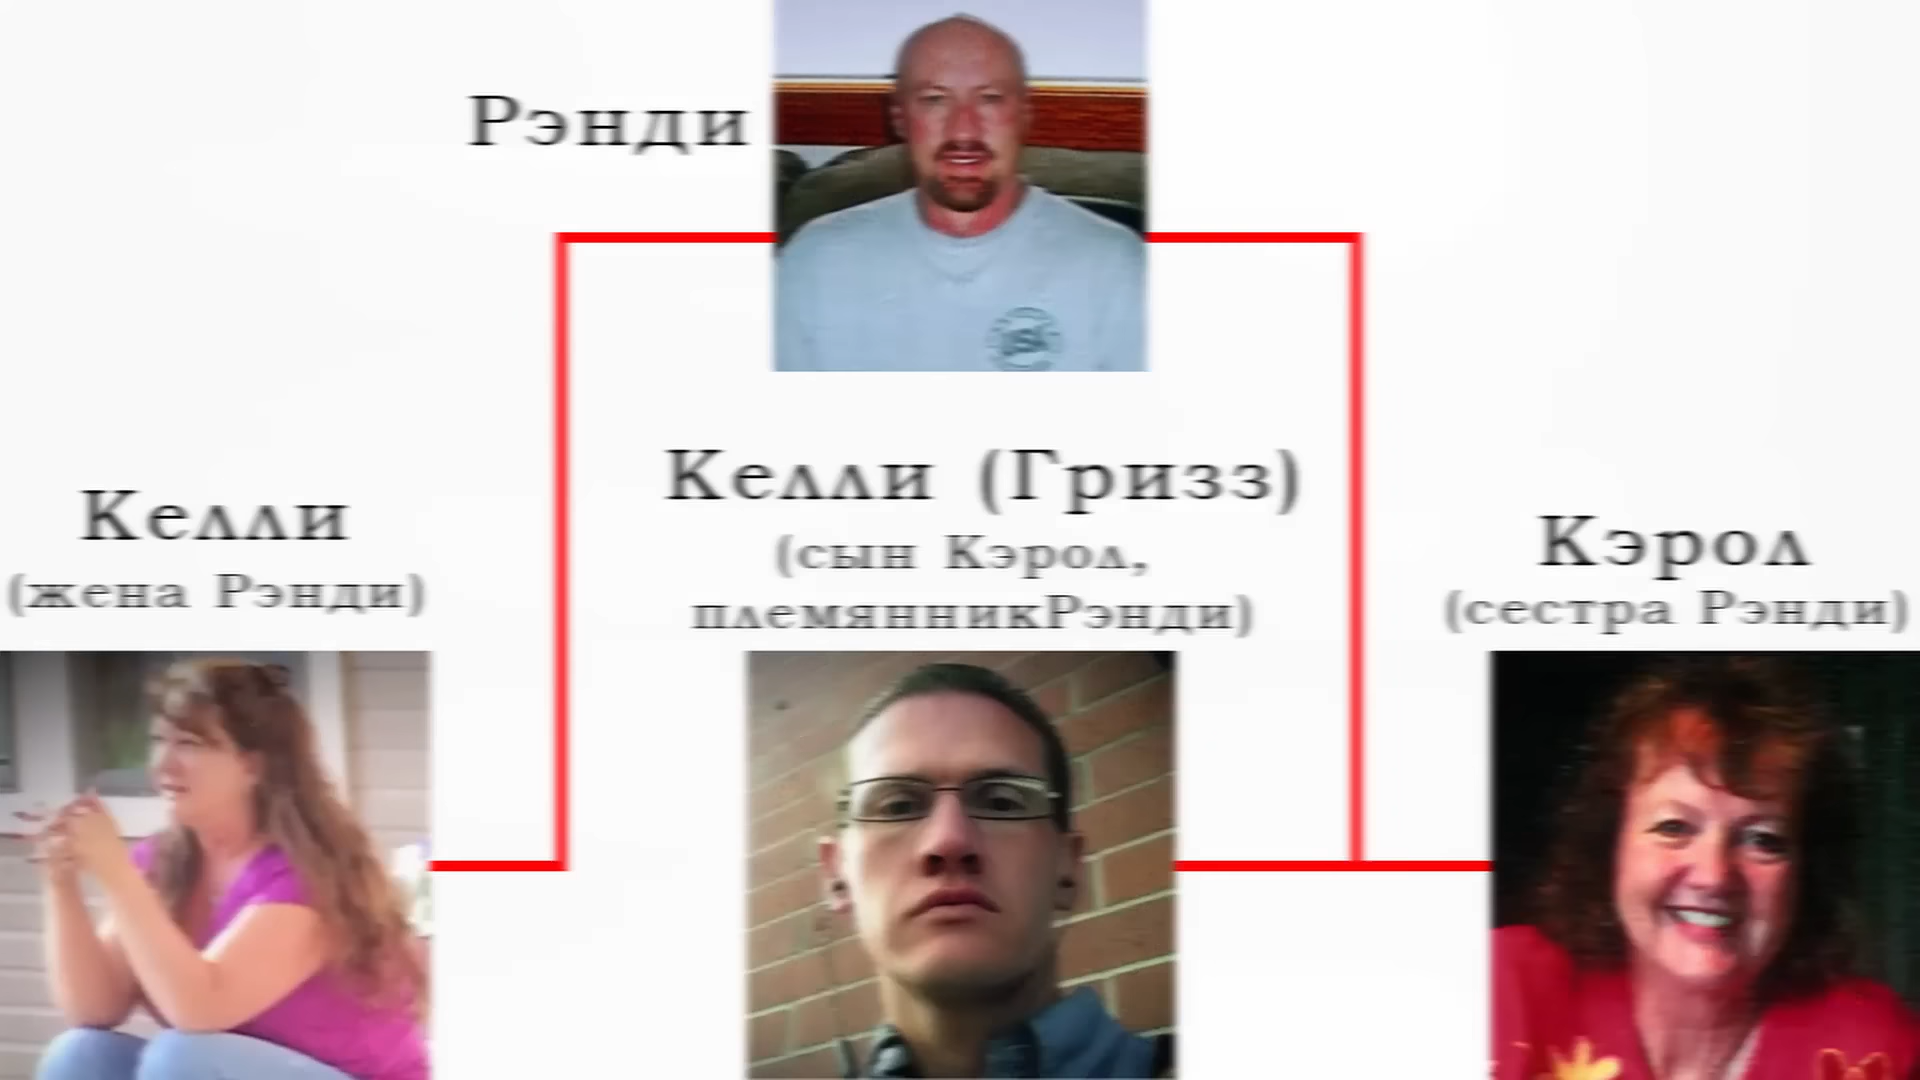 Рэнди
Келли (Гризз)
(сын Кэрол,
племянникРэнди)
Келли
(жена Рэнди)
Кэрол
(сестра Рэнди)